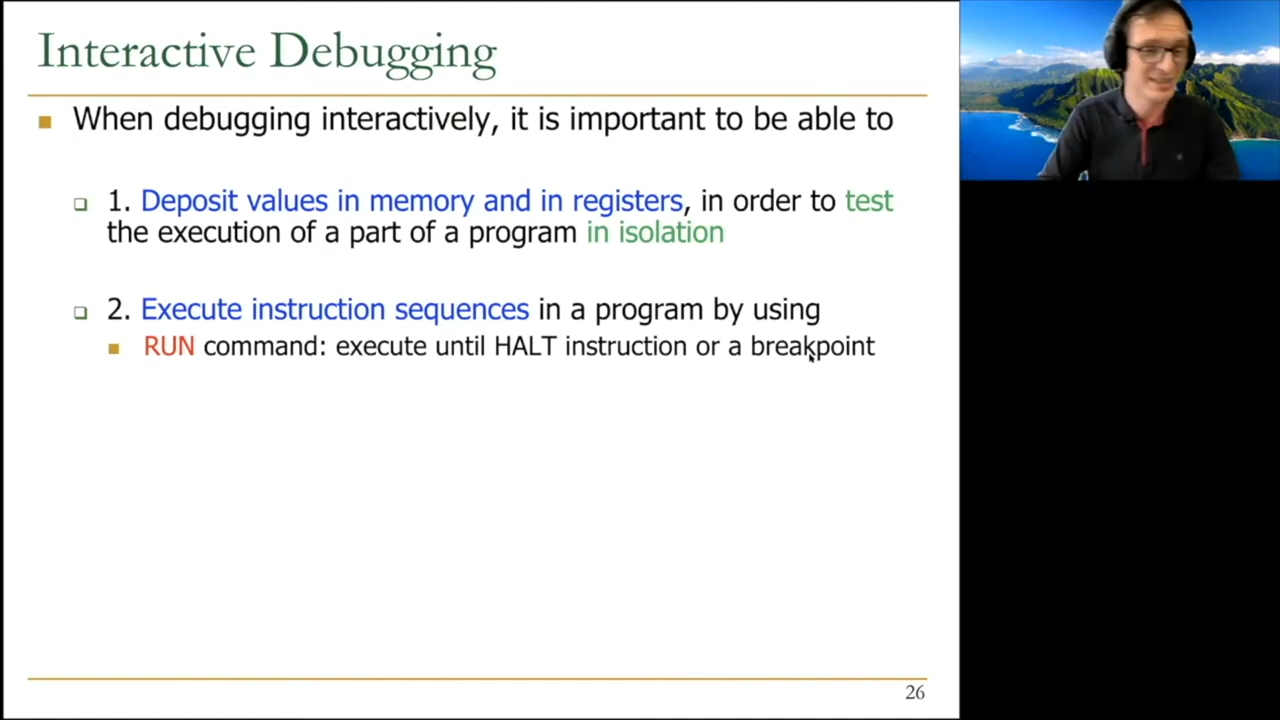 Interactive Debugging
When debugging interactively, it is important to be able to
1. Deposit values in memory and in registers, in order to test
the execution of a part of a program in isolation
2. Execute instruction sequences in a program by using
RUN command: execute until HALT instruction or a breakpoint
26